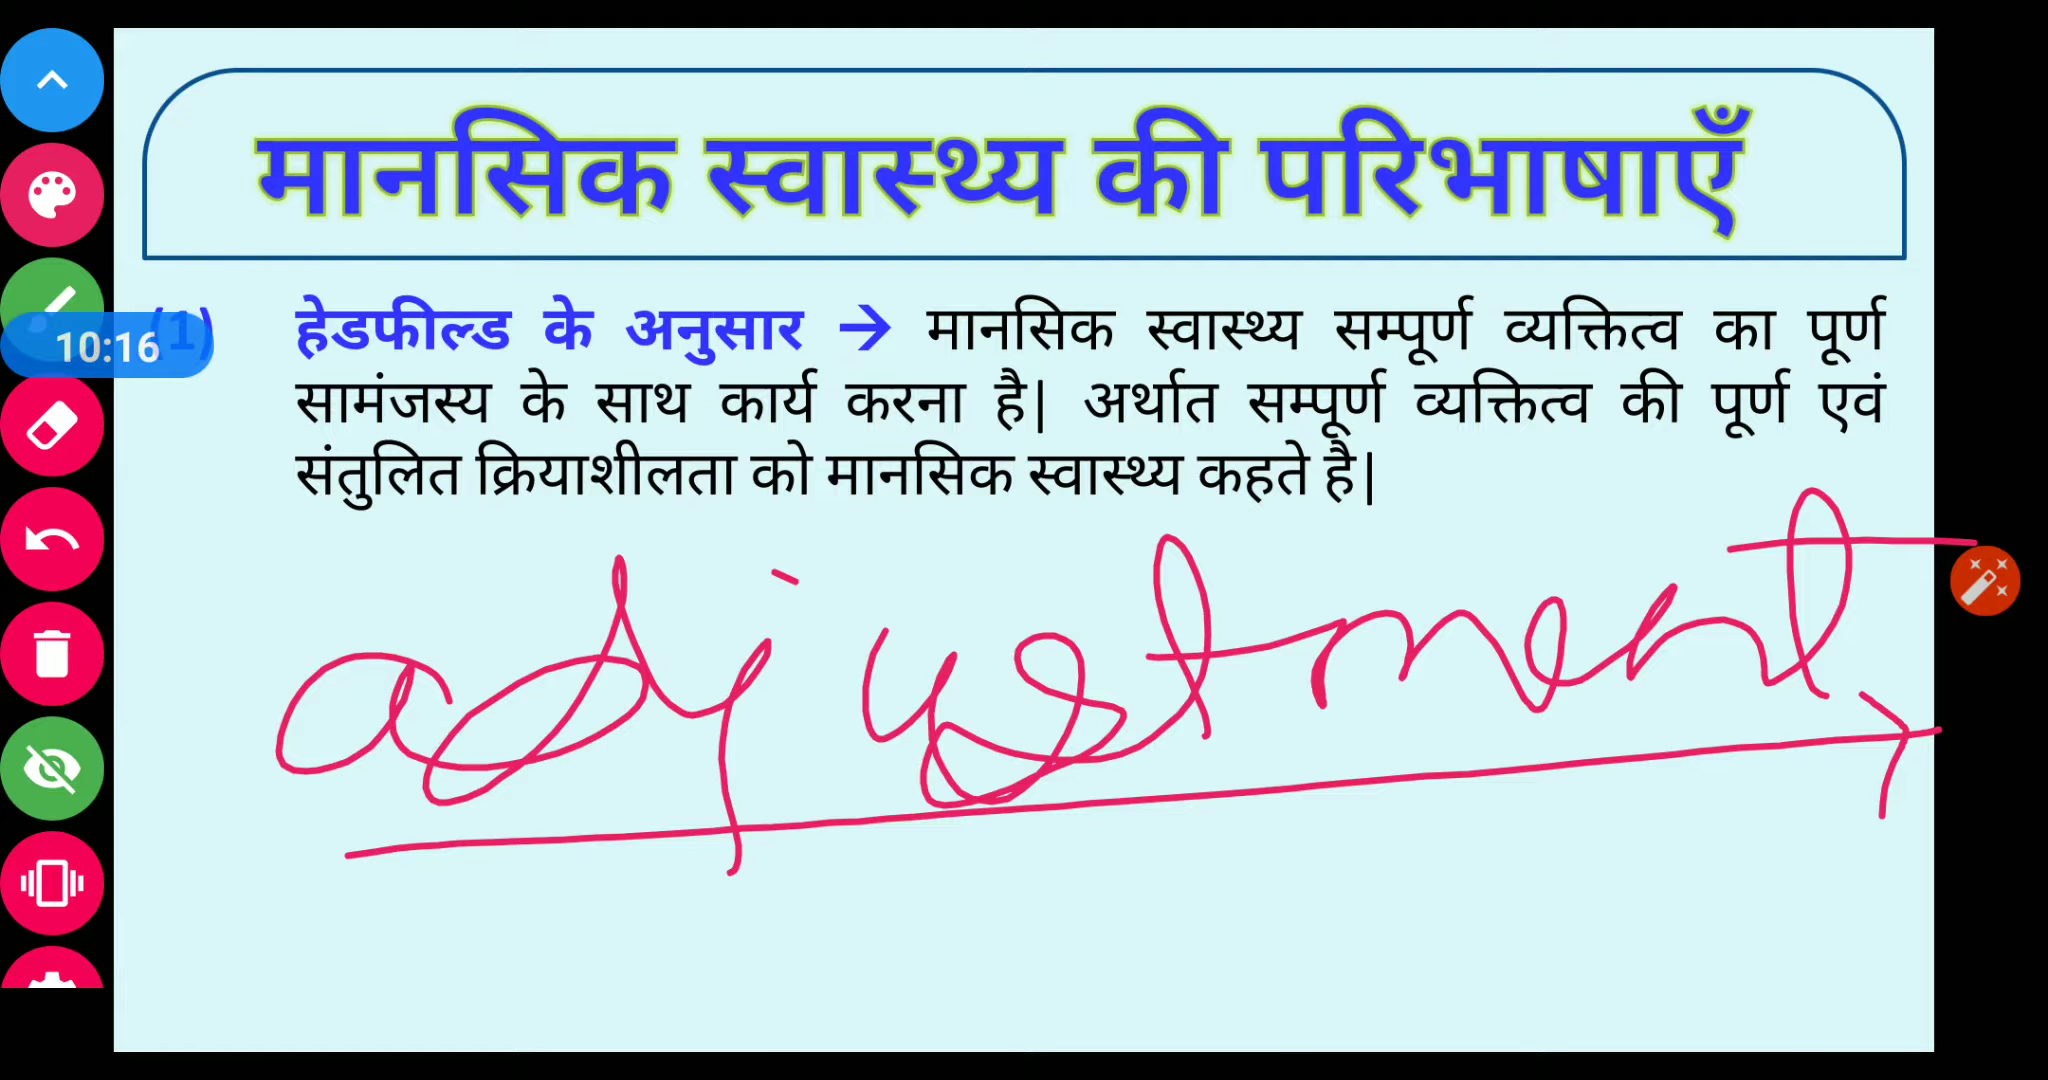 मानसिक स्वास्थ्य की परिभाषाएँ
(1) हेडफील्ड के अनुसार → मानसिक स्वास्थ्य सम्पूर्ण व्यक्तित्व का पूर्ण
10:16
सामंजस्य के साथ कार्य करना है| अर्थात सम्पूर्ण व्यक्तित्व की पूर्ण एवं
संतुलित क्रियाशीलता को मानसिक स्वास्थ्य कहते है|
adjustment